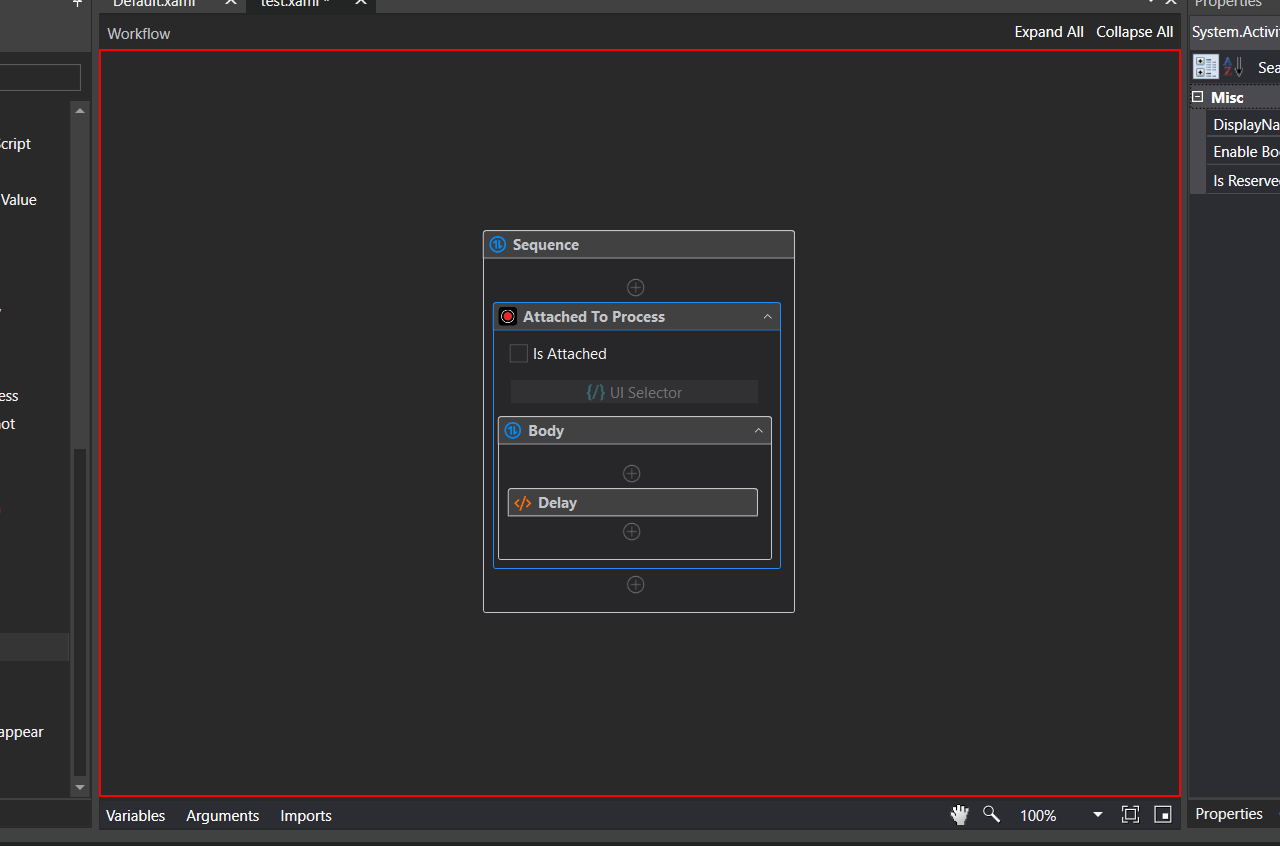 Default.xaml
test.xaml *
Properties
Workflow
Expand All
Collapse All
System.Activi
Sea
Misc
DisplayNa
Enable Bo
Is Reserve
cript
Value
ess
ot
appear
Sequence
Attached To Process
Is Attached
{/} UI Selector
Body
</> Delay
Variables
Arguments
Imports
100%
Properties